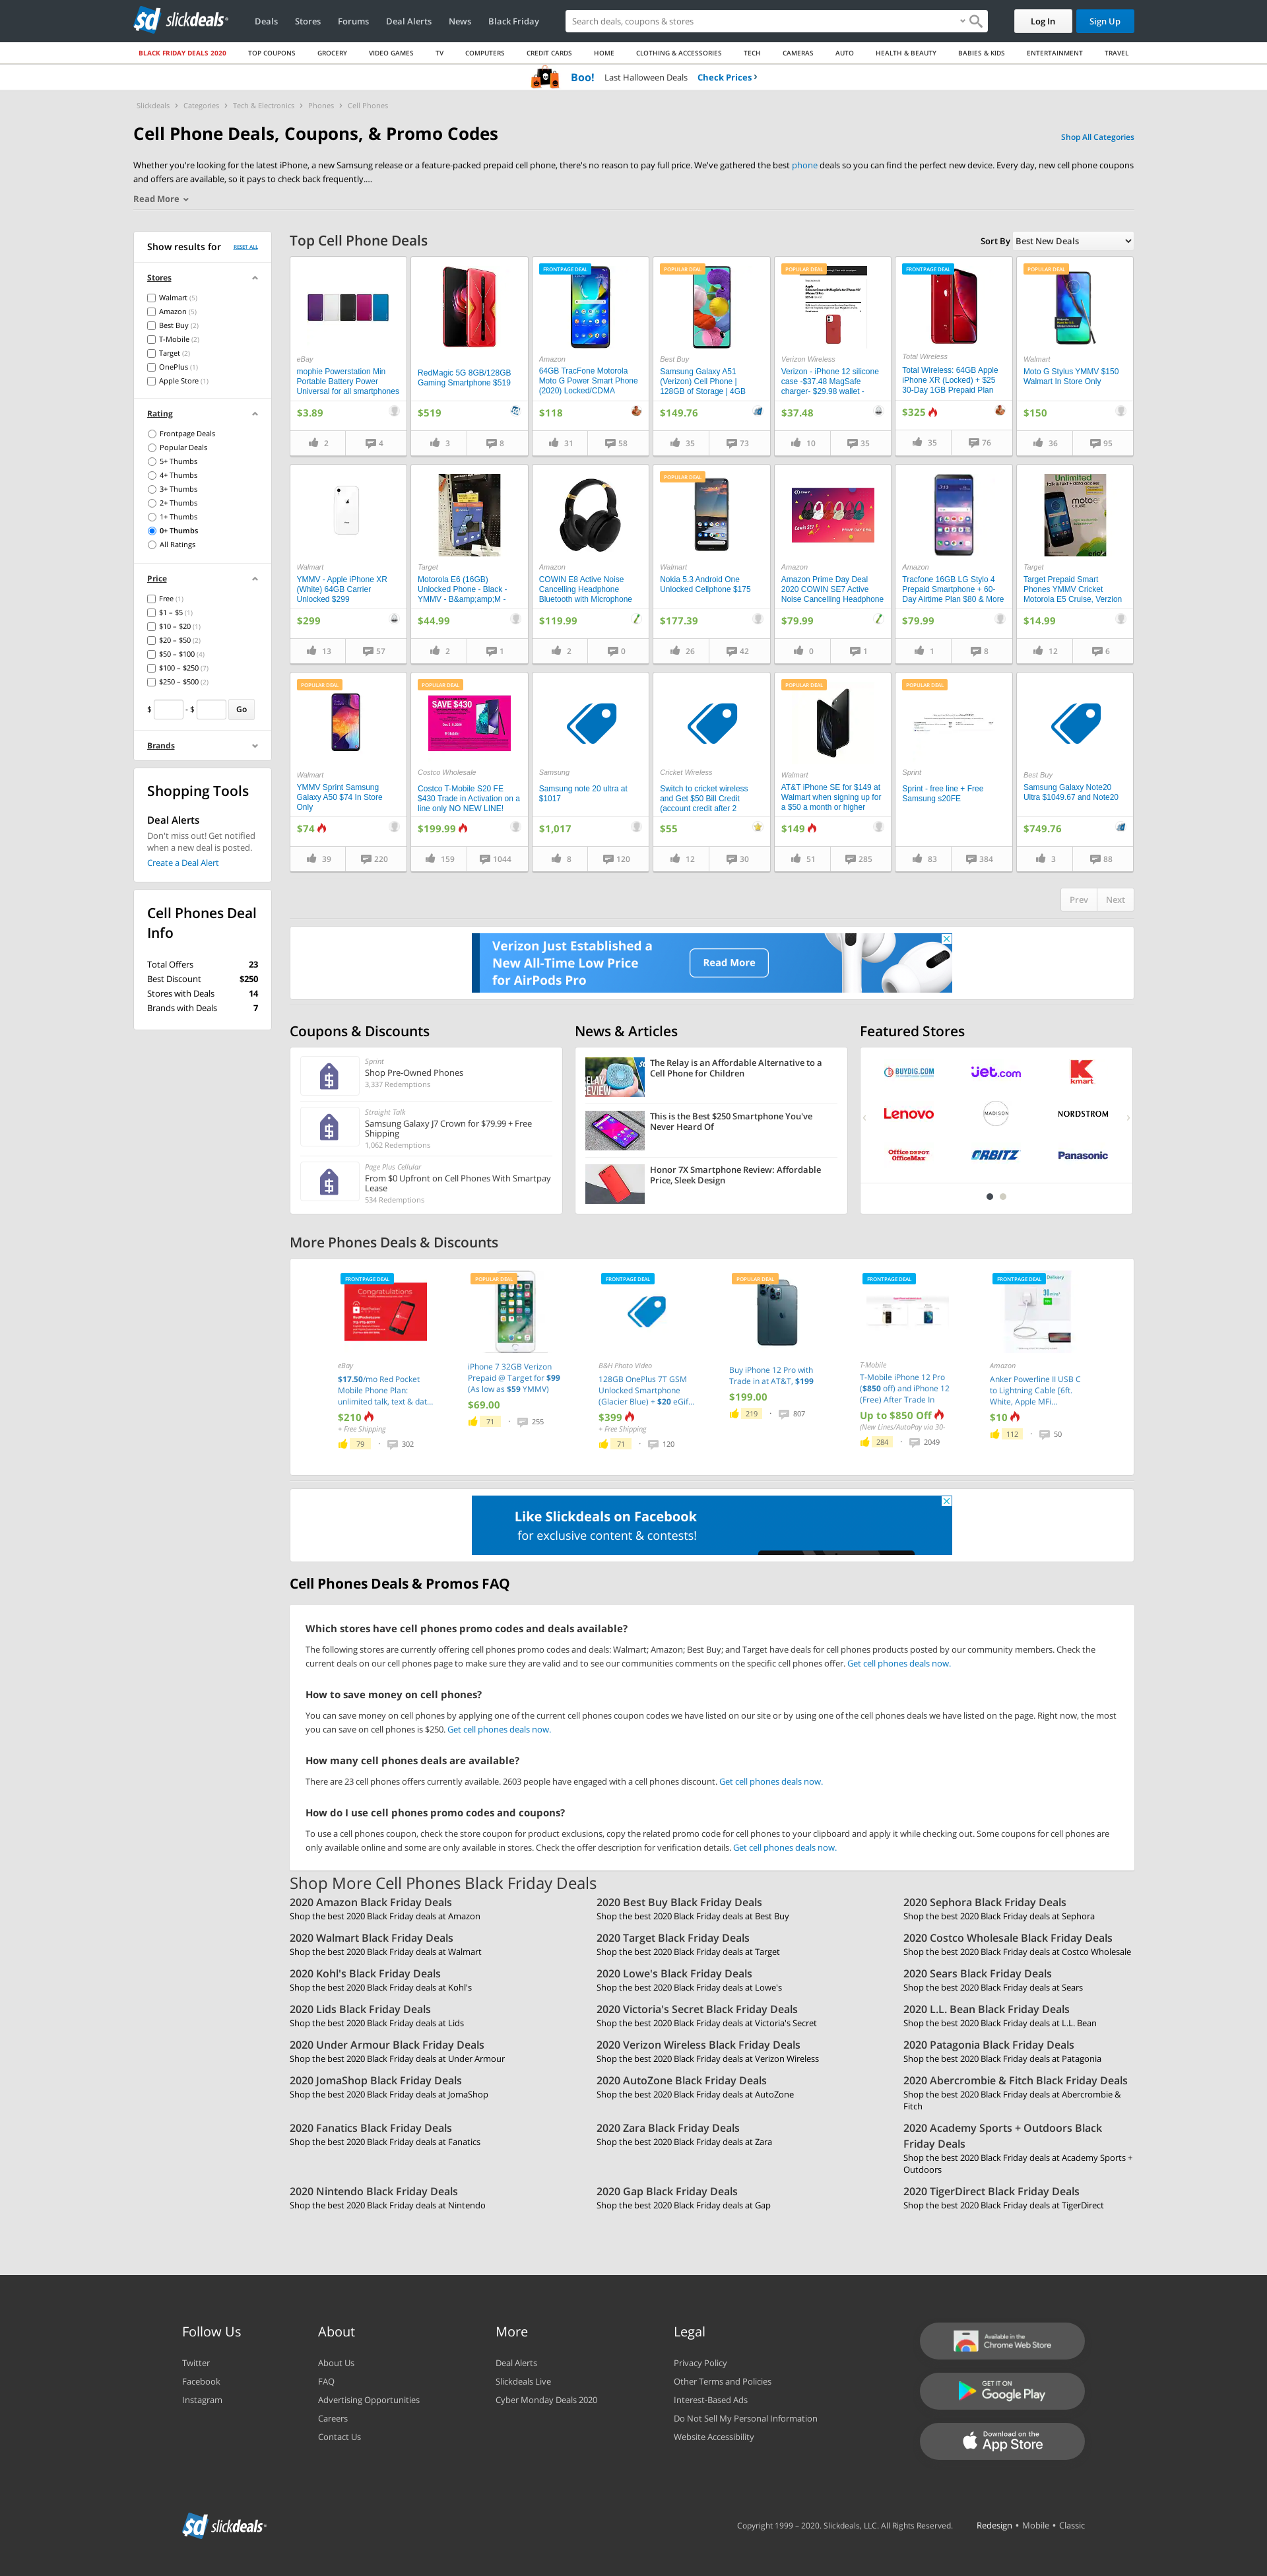 slickdeals
Deals
Stores
Forums
Deal Alerts
News
Black Friday
Search deals, coupons & stores
Log In
Sign Up
BLACK FRIDAY DEALS 2020
TOP COUPONS
GROCERY
VIDEO GAMES
TV
COMPUTERS
CREDIT CARDS
HOME
CLOTHING & ACCESSORIES
TECH
CAMERAS
AUTO
HEALTH & BEAUTY
BABIES & KIDS
ENTERTAINMENT
TRAVEL
Boo! Last Halloween Deals Check Prices
Slickdeals > Categories > Tech & Electronics > Phones > Cell Phones
Cell Phone Deals, Coupons, & Promo Codes
Shop All Categories
Whether you're looking for the latest iPhone, a new Samsung release or a feature-packed prepaid cell phone, there's no reason to pay full price. We've gathered the best phone deals so you can find the perfect new device. Every day, new cell phone coupons
and offers are available, so it pays to check back frequently....
Read More
Show results for
RESET ALL
Stores
Walmart (5)
Amazon (5)
Best Buy (2)
T-Mobile (2)
Target (2)
OnePlus (1)
Apple Store (1)
Rating
Frontpage Deals
Popular Deals
5+ Thumbs
4+ Thumbs
3+ Thumbs
2+ Thumbs
1+ Thumbs
0+ Thumbs
All Ratings
Price
Free (1)
$1 – $5 (1)
$10 – $20 (1)
$20 – $50 (2)
$50 – $100 (4)
$100 – $250 (7)
$250 – $500 (2)
$ - $ Go
Brands
Shopping Tools
Deal Alerts
Don't miss out! Get notified
when a new deal is posted.
Create a Deal Alert
Cell Phones Deal
Info
Total Offers 23
Best Discount $250
Stores with Deals 14
Brands with Deals 7
Top Cell Phone Deals
Sort By Best New Deals
eBay
mophie Powerstation Min
Portable Battery Power
Universal for all smartphones
$3.89
2 4
RedMagic 5G 8GB/128GB
Gaming Smartphone $519
$519
3 8
FRONTPAGE DEAL
Amazon
64GB TracFone Motorola
Moto G Power Smart Phone
(2020) Locked/CDMA
$118
31 58
POPULAR DEAL
Best Buy
Samsung Galaxy A51
(Verizon) Cell Phone |
128GB of Storage | 4GB
$149.76
35 73
POPULAR DEAL
Verizon Wireless
Verizon - iPhone 12 silicone
case -$37.48 MagSafe
charger- $29.98 wallet -
$37.48
10 35
FRONTPAGE DEAL
Total Wireless
Total Wireless: 64GB Apple
iPhone XR (Locked) + $25
30-Day 1GB Prepaid Plan
$325
35 76
POPULAR DEAL
Walmart
Moto G Stylus YMMV $150
Walmart In Store Only
$150
36 95
Walmart
YMMV - Apple iPhone XR
(White) 64GB Carrier
Unlocked $299
$299
13 57
Target
Motorola E6 (16GB)
Unlocked Phone - Black -
YMMV - B&amp;amp;M -
$44.99
2 1
Amazon
COWIN E8 Active Noise
Cancelling Headphone
Bluetooth with Microphone
$119.99
2 0
POPULAR DEAL
Walmart
Nokia 5.3 Android One
Unlocked Cellphone $175
$177.39
26 42
Amazon
Amazon Prime Day Deal
2020 COWIN SE7 Active
Noise Cancelling Headphone
$79.99
0 1
Amazon
Tracfone 16GB LG Stylo 4
Prepaid Smartphone + 60-
Day Airtime Plan $80 & More
$79.99
1 8
Unlimited
Target
Target Prepaid Smart
Phones YMMV Cricket
Motorola E5 Cruise, Verzion
$14.99
12 6
POPULAR DEAL
Walmart
YMMV Sprint Samsung
Galaxy A50 $74 In Store
Only
$74
39 220
POPULAR DEAL
SAVE $430
Costco Wholesale
Costco T-Mobile S20 FE
$430 Trade in Activation on a
line only NO NEW LINE!
$199.99
159 1044
Samsung
Samsung note 20 ultra at
$1017
$1,017
8 120
Cricket Wireless
Switch to cricket wireless
and Get $50 Bill Credit
(account credit after 2
$55
12 30
POPULAR DEAL
Walmart
AT&T iPhone SE for $149 at
Walmart when signing up for
a $50 a month or higher
$149
51 285
POPULAR DEAL
Sprint
Sprint - free line + Free
Samsung s20FE
83 384
Best Buy
Samsung Galaxy Note20
Ultra $1049.67 and Note20
$749.76
3 88
Prev Next
Verizon Just Established a
New All-Time Low Price
for AirPods Pro
Read More
Coupons & Discounts
Sprint
Shop Pre-Owned Phones
3,337 Redemptions
Straight Talk
Samsung Galaxy J7 Crown for $79.99 + Free
Shipping
1,062 Redemptions
Page Plus Cellular
From $0 Upfront on Cell Phones With Smartpay
Lease
534 Redemptions
News & Articles
The Relay is an Affordable Alternative to a
Cell Phone for Children
This is the Best $250 Smartphone You've
Never Heard Of
Honor 7X Smartphone Review: Affordable
Price, Sleek Design
Featured Stores
BUYDIG.COM
jet.com
kmart
Lenovo
MADISON
NORDSTROM
Office DEPOT
OfficeMax
ORBITZ
Panasonic
More Phones Deals & Discounts
FRONTPAGE DEAL
Congratulations
eBay
$17.50/mo Red Pocket
Mobile Phone Plan:
unlimited talk, text & dat...
$210
+ Free Shipping
79 · 302
POPULAR DEAL
iPhone 7 32GB Verizon
Prepaid @ Target for $99
(As low as $59 YMMV)
$69.00
71 · 255
FRONTPAGE DEAL
B&H Photo Video
128GB OnePlus 7T GSM
Unlocked Smartphone
(Glacier Blue) + $20 eGif...
$399
+ Free Shipping
71 · 120
POPULAR DEAL
Buy iPhone 12 Pro with
Trade in at AT&T, $199
$199.00
219 · 807
FRONTPAGE DEAL
T-Mobile
T-Mobile iPhone 12 Pro
($850 off) and iPhone 12
(Free) After Trade In
Up to $850 Off
(New Lines/AutoPay via 30-
284 · 2049
FRONTPAGE DEAL
Delivery
Amazon
Anker Powerline II USB C
to Lightning Cable [6ft.
White, Apple MFi...
$10
112 · 50
Like Slickdeals on Facebook
for exclusive content & contests!
Cell Phones Deals & Promos FAQ
Which stores have cell phones promo codes and deals available?
The following stores are currently offering cell phones promo codes and deals: Walmart; Amazon; Best Buy; and Target have deals for cell phones products posted by our community members. Check the
current deals on our cell phones page to make sure they are valid and to see our communities comments on the specific cell phones offer. Get cell phones deals now.
How to save money on cell phones?
You can save money on cell phones by applying one of the current cell phones coupon codes we have listed on our site or by using one of the cell phones deals we have listed on the page. Right now, the most
you can save on cell phones is $250. Get cell phones deals now.
How many cell phones deals are available?
There are 23 cell phones offers currently available. 2603 people have engaged with a cell phones discount. Get cell phones deals now.
How do I use cell phones promo codes and coupons?
To use a cell phones coupon, check the store coupon for product exclusions, copy the related promo code for cell phones to your clipboard and apply it while checking out. Some coupons for cell phones are
only available online and some are only available in stores. Check the offer description for verification details. Get cell phones deals now.
Shop More Cell Phones Black Friday Deals
2020 Amazon Black Friday Deals
Shop the best 2020 Black Friday deals at Amazon
2020 Best Buy Black Friday Deals
Shop the best 2020 Black Friday deals at Best Buy
2020 Sephora Black Friday Deals
Shop the best 2020 Black Friday deals at Sephora
2020 Walmart Black Friday Deals
Shop the best 2020 Black Friday deals at Walmart
2020 Target Black Friday Deals
Shop the best 2020 Black Friday deals at Target
2020 Costco Wholesale Black Friday Deals
Shop the best 2020 Black Friday deals at Costco Wholesale
2020 Kohl's Black Friday Deals
Shop the best 2020 Black Friday deals at Kohl's
2020 Lowe's Black Friday Deals
Shop the best 2020 Black Friday deals at Lowe's
2020 Sears Black Friday Deals
Shop the best 2020 Black Friday deals at Sears
2020 Lids Black Friday Deals
Shop the best 2020 Black Friday deals at Lids
2020 Victoria's Secret Black Friday Deals
Shop the best 2020 Black Friday deals at Victoria's Secret
2020 L.L. Bean Black Friday Deals
Shop the best 2020 Black Friday deals at L.L. Bean
2020 Under Armour Black Friday Deals
Shop the best 2020 Black Friday deals at Under Armour
2020 Verizon Wireless Black Friday Deals
Shop the best 2020 Black Friday deals at Verizon Wireless
2020 Patagonia Black Friday Deals
Shop the best 2020 Black Friday deals at Patagonia
2020 JomaShop Black Friday Deals
Shop the best 2020 Black Friday deals at JomaShop
2020 AutoZone Black Friday Deals
Shop the best 2020 Black Friday deals at AutoZone
2020 Abercrombie & Fitch Black Friday Deals
Shop the best 2020 Black Friday deals at Abercrombie &
Fitch
2020 Fanatics Black Friday Deals
Shop the best 2020 Black Friday deals at Fanatics
2020 Zara Black Friday Deals
Shop the best 2020 Black Friday deals at Zara
2020 Academy Sports + Outdoors Black
Friday Deals
Shop the best 2020 Black Friday deals at Academy Sports +
Outdoors
2020 Nintendo Black Friday Deals
Shop the best 2020 Black Friday deals at Nintendo
2020 Gap Black Friday Deals
Shop the best 2020 Black Friday deals at Gap
2020 TigerDirect Black Friday Deals
Shop the best 2020 Black Friday deals at TigerDirect
Follow Us
Twitter
Facebook
Instagram
About
About Us
FAQ
Advertising Opportunities
Careers
Contact Us
More
Deal Alerts
Slickdeals Live
Cyber Monday Deals 2020
Legal
Privacy Policy
Other Terms and Policies
Interest-Based Ads
Do Not Sell My Personal Information
Website Accessibility
Available in the
Chrome Web Store
GET IT ON
Google Play
Download on the
App Store
slickdeals
Copyright 1999 – 2020. Slickdeals, LLC. All Rights Reserved.
Redesign • Mobile • Classic